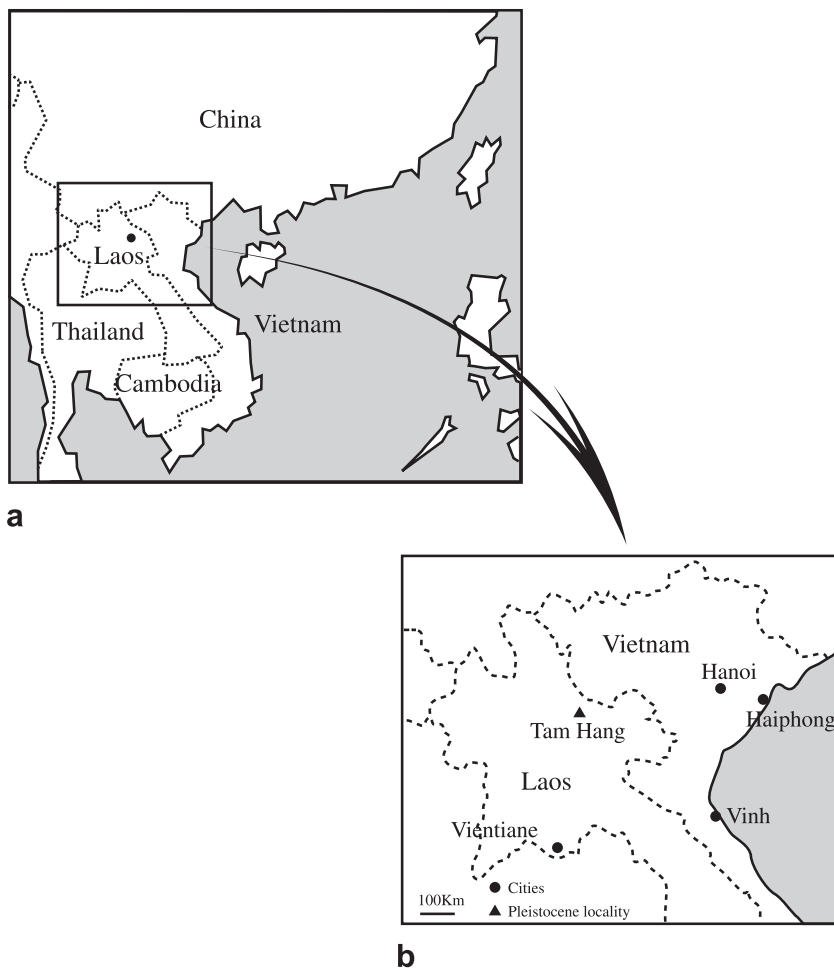 China
Laos
Thailand
Vietnam
Cambodia
a
Vietnam
Hanoi
Haiphong
Tam Hang
Laos
Vinh
Vientiane
Cities
100Km
Pleistocene locality
b